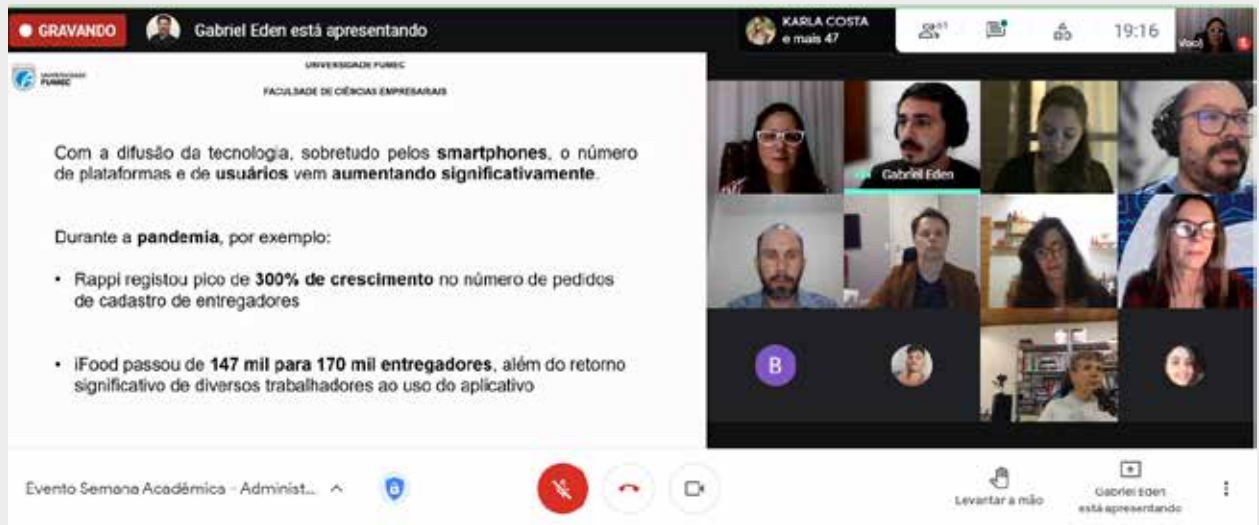 GRAVANDO
Gabriel Eden está apresentando
KARLA COSTA
e mais 47
61
19:16
Você
UNIVERSIDADE
FUMEC
UNIVERSIDADE FUMEC
FACULDADE DE CIÊNCIAS EMPRESARIAIS
Com a difusão da tecnologia, sobretudo pelos smartphones, o número
de plataformas e de usuários vem aumentando significativamente.
Durante a pandemia, por exemplo:
• Rappi registou pico de 300% de crescimento no número de pedidos
de cadastro de entregadores
• iFood passou de 147 mil para 170 mil entregadores, além do retorno
significativo de diversos trabalhadores ao uso do aplicativo
Gabriel Eden
B
Evento Semana Acadêmica - Administ...
Levantar a mão
Gabriel Eden
está apresentando